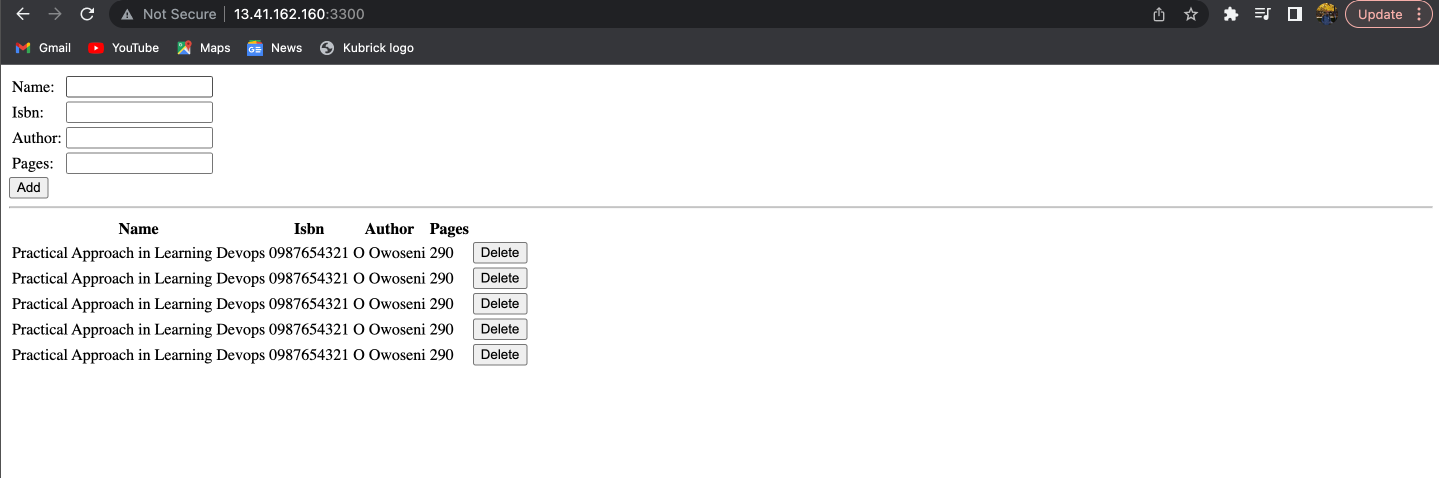 Not Secure 13.41.162.160:3300 Update
Gmail YouTube Maps News Kubrick logo
Name:
Isbn:
Author:
Pages:
Add
Name Isbn Author Pages
Practical Approach in Learning Devops 0987654321 O Owoseni 290 Delete
Practical Approach in Learning Devops 0987654321 O Owoseni 290 Delete
Practical Approach in Learning Devops 0987654321 O Owoseni 290 Delete
Practical Approach in Learning Devops 0987654321 O Owoseni 290 Delete
Practical Approach in Learning Devops 0987654321 O Owoseni 290 Delete